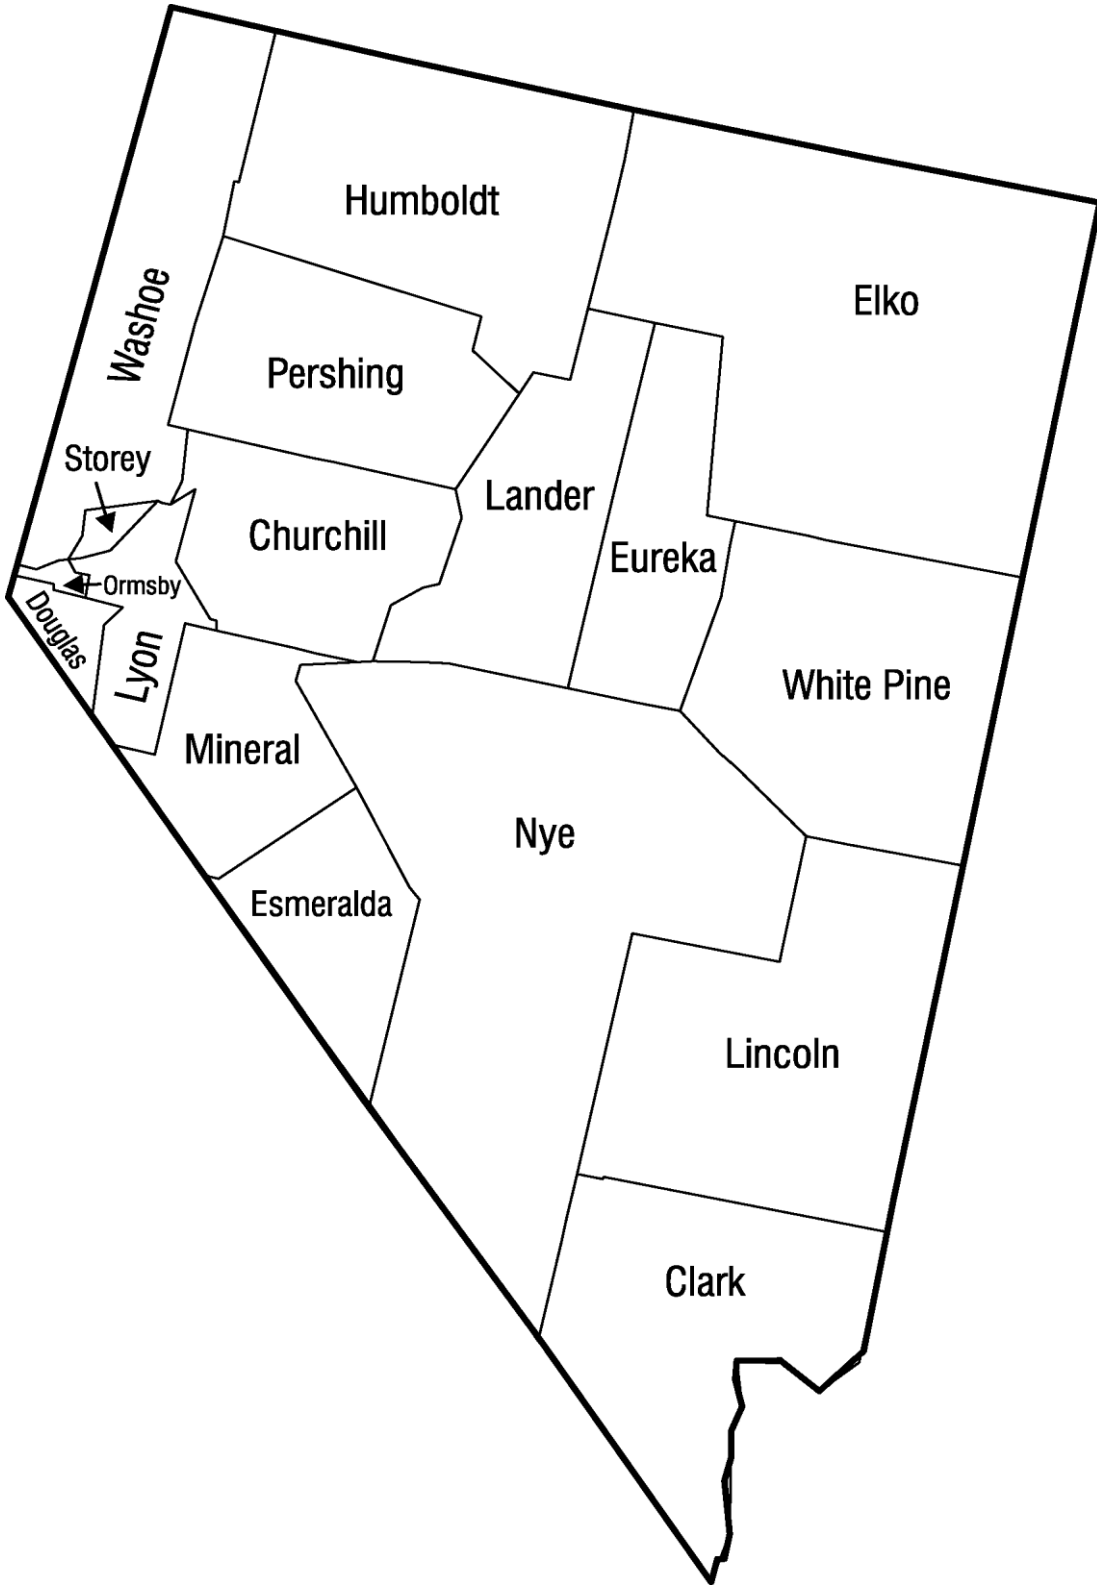 Humboldt
Elko
Washoe
Pershing
Storey
Lander
Churchill
Eureka
Ormsby
Douglas
Lyon
White Pine
Mineral
Nye
Esmeralda
Lincoln
Clark